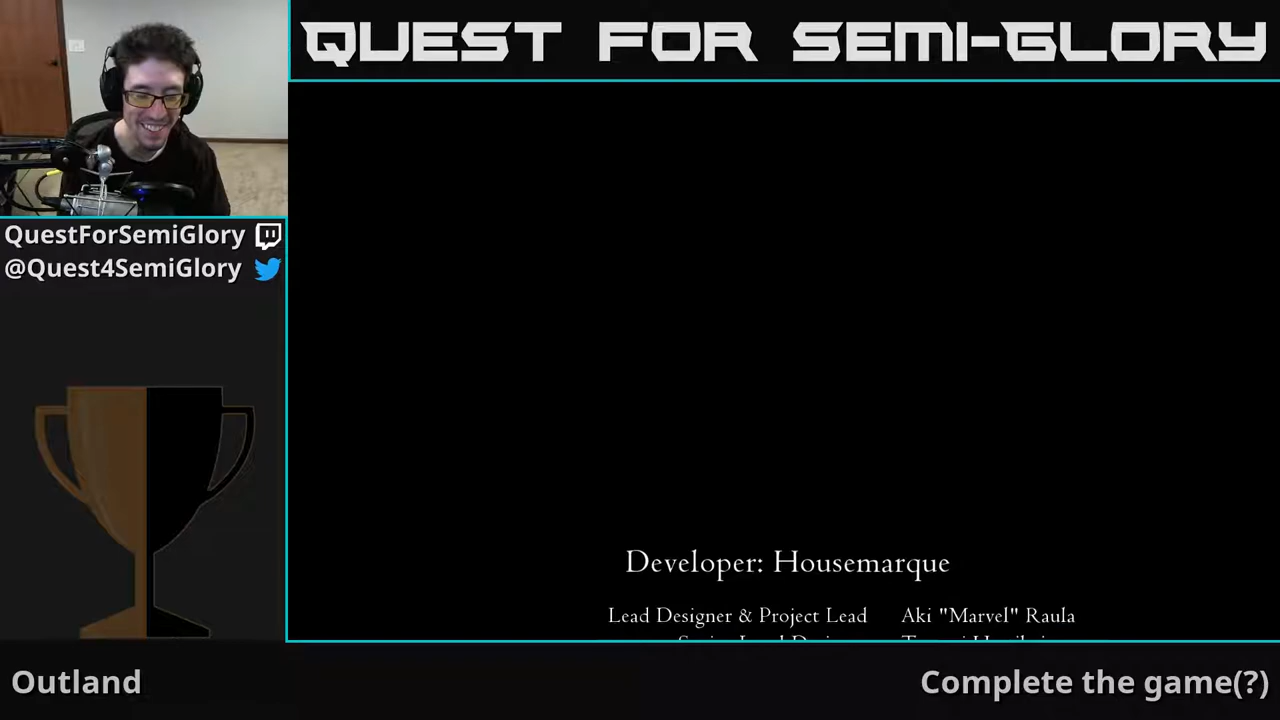 QUEST FOR SEMI-GLORY
QuestForSemiGlory
@Quest4SemiGlory
Developer: Housemarque
Lead Designer & Project Lead Aki "Marvel" Raula
Outland
Complete the game(?)